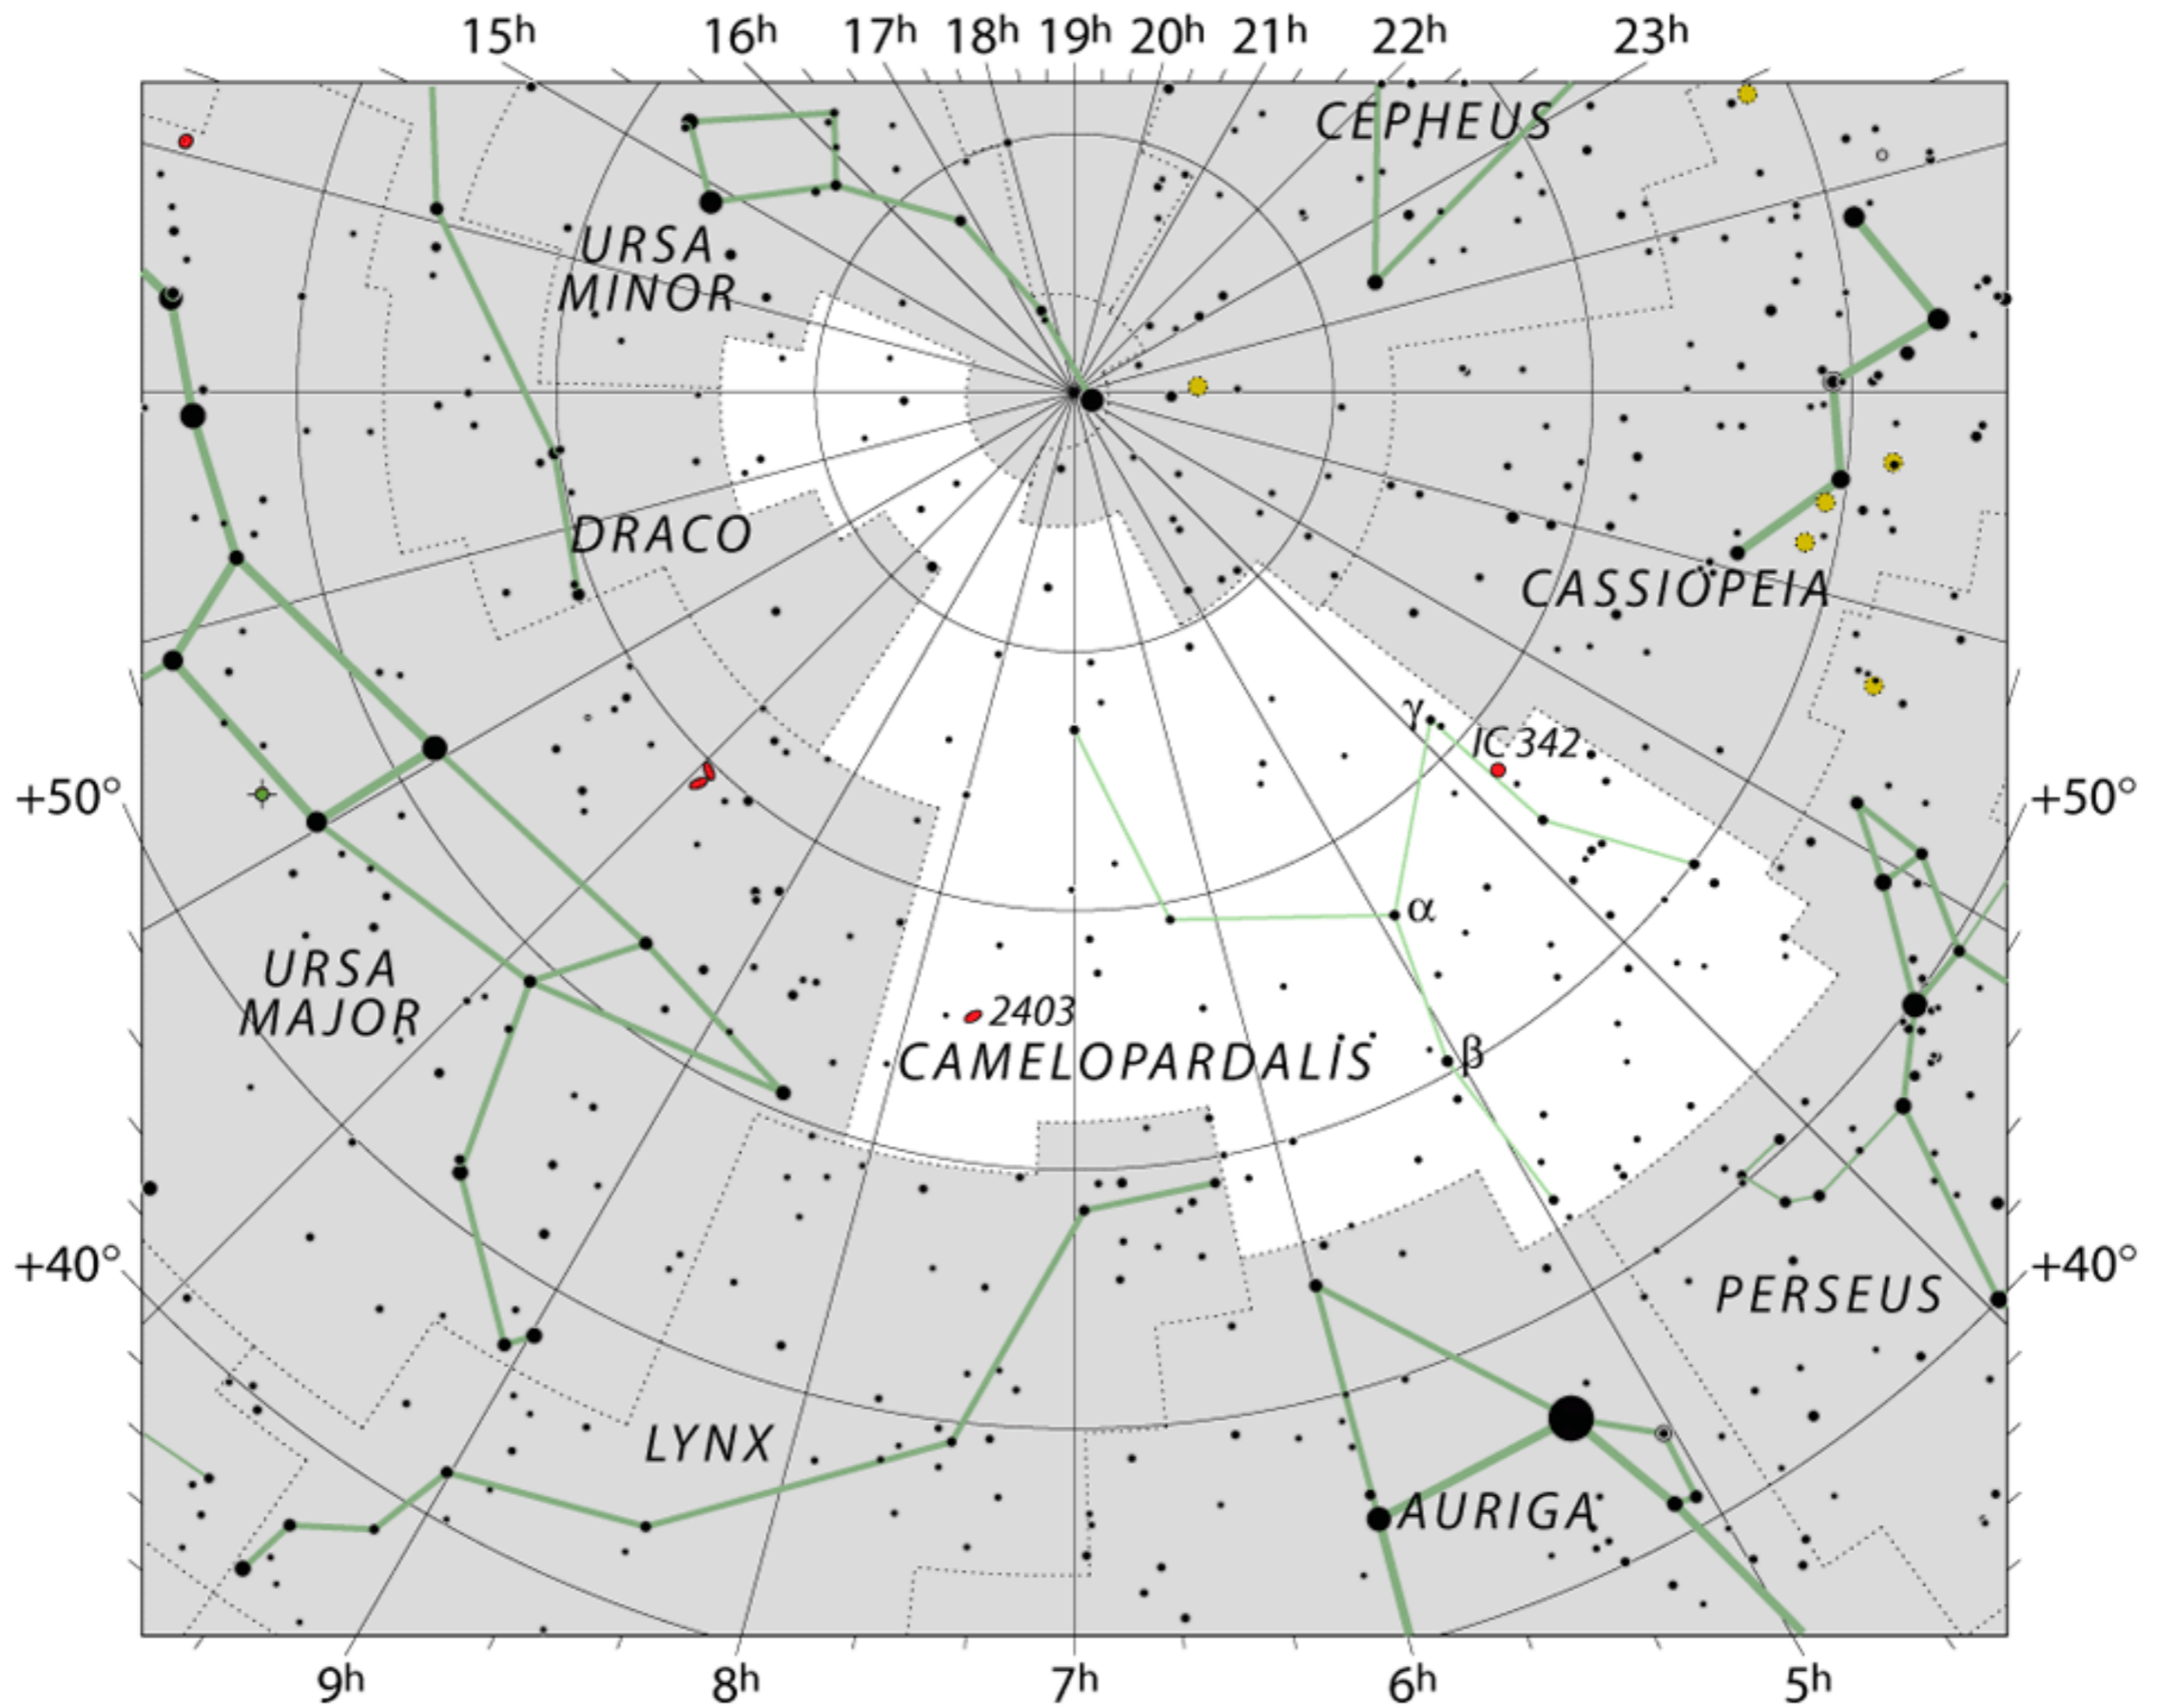 15h 16h 17h 18h 19h 20h 21h 22h 23h
CEPHEUS
URSA
MINOR
DRACO
CASSIOPEIA
γ
IC 342
+50°
+50°
α
URSA
MAJOR
2403
CAMELOPARDALIS
β
+40°
+40°
PERSEUS
LYNX
AURIGA
9h 8h 7h 6h 5h